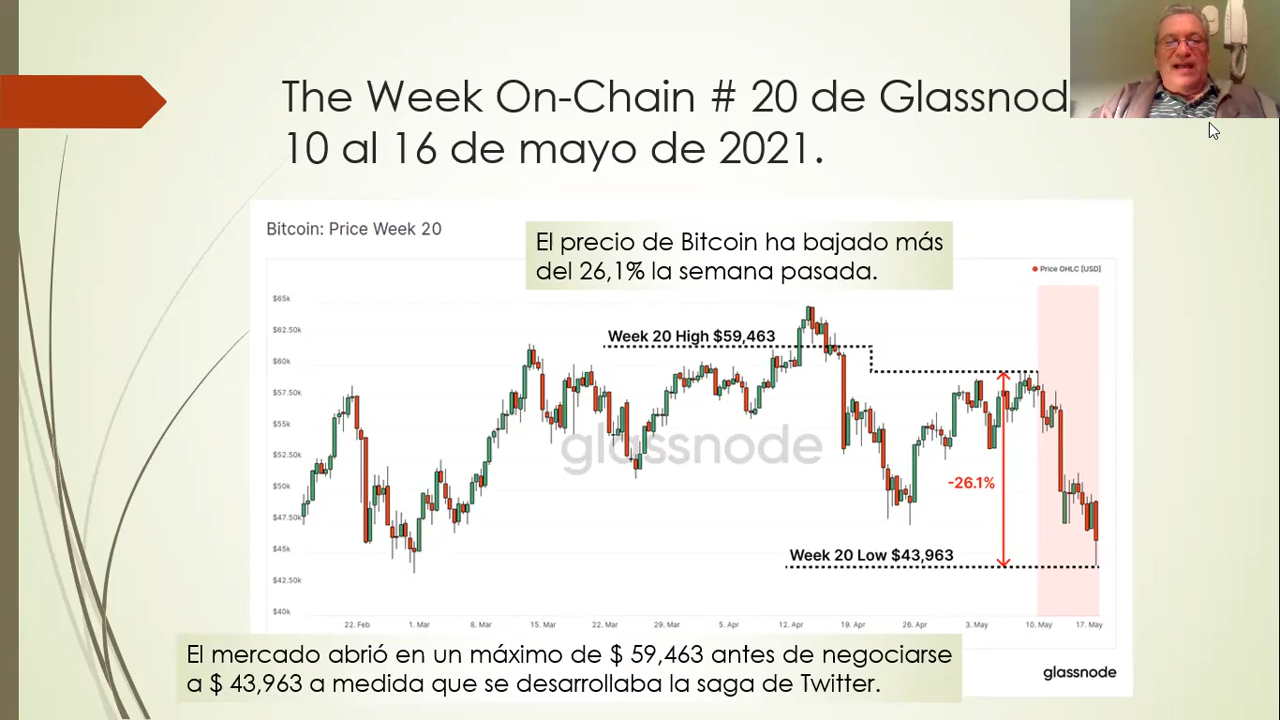 The Week On-Chain # 20 de Glassnod
10 al 16 de mayo de 2021.
Bitcoin: Price Week 20
El precio de Bitcoin ha bajado más
del 26,1% la semana pasada.
Price OHLC [USD]
$65k
$62.50k
$60k
$57.50k
$55k
$52.50k
$50k
$47.50k
$45k
$42.50k
$40k
Week 20 High $59,463
glassnode
-26.1%
Week 20 Low $43,963
22. Feb 1. Mar 8. Mar 15. Mar 22. Mar 29. Mar 5. Apr 12. Apr 19. Apr 26. Apr 3. May 10. May 17. May
El mercado abrió en un máximo de $ 59,463 antes de negociarse
a $ 43,963 a medida que se desarrollaba la saga de Twitter.
glassnode